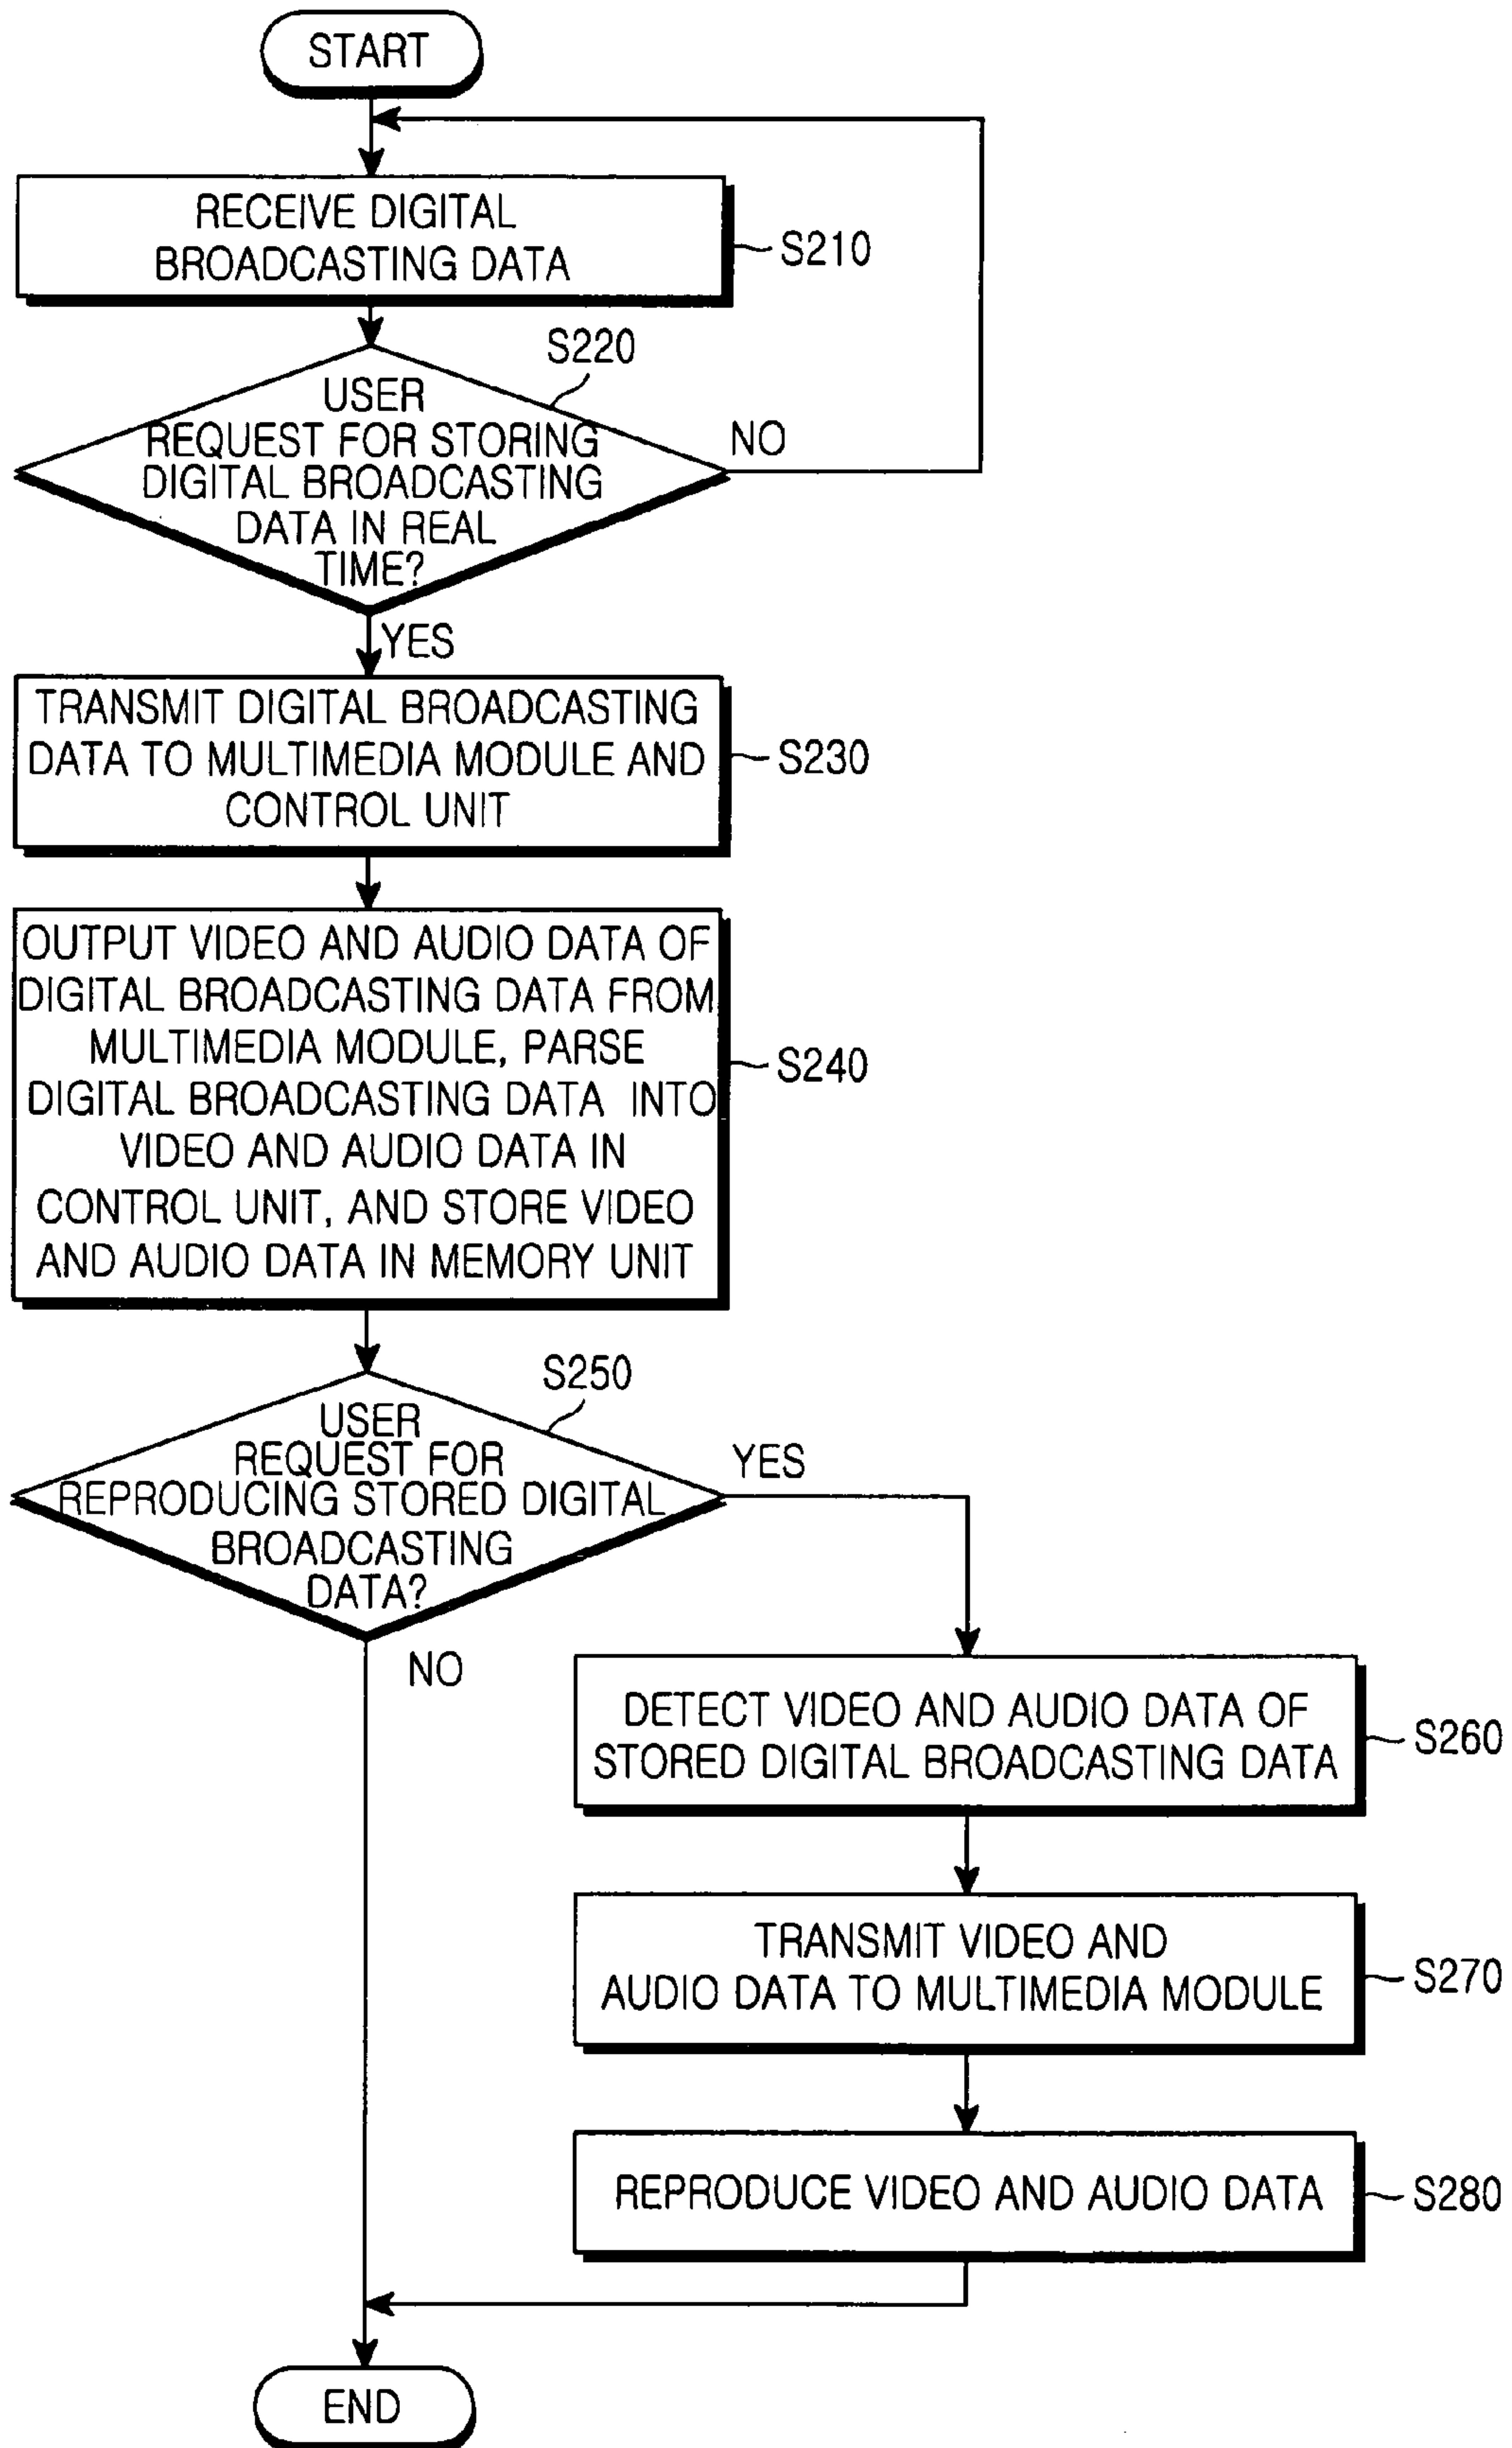 START
RECEIVE DIGITAL
BROADCASTING DATA
S210
S220
USER
REQUEST FOR STORING
DIGITAL BROADCASTING
DATA IN REAL
TIME?
NO
YES
TRANSMIT DIGITAL BROADCASTING
DATA TO MULTIMEDIA MODULE AND
CONTROL UNIT
S230
OUTPUT VIDEO AND AUDIO DATA OF
DIGITAL BROADCASTING DATA FROM
MULTIMEDIA MODULE, PARSE
DIGITAL BROADCASTING DATA INTO
VIDEO AND AUDIO DATA IN
CONTROL UNIT, AND STORE VIDEO
AND AUDIO DATA IN MEMORY UNIT
S240
S250
USER
REQUEST FOR
REPRODUCING STORED DIGITAL
BROADCASTING
DATA?
YES
NO
DETECT VIDEO AND AUDIO DATA OF
STORED DIGITAL BROADCASTING DATA
S260
TRANSMIT VIDEO AND
AUDIO DATA TO MULTIMEDIA MODULE
S270
REPRODUCE VIDEO AND AUDIO DATA
S280
END